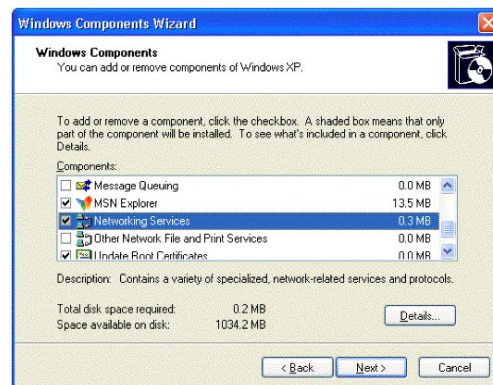 Windows Components Wizard
Windows Components
You can add or remove components of Windows XP.
To add or remove a component, click the checkbox. A shaded box means that only
part of the component will be installed. To see what's included in a component, click
Details.
Components:
Message Queuing 0.0 MB
MSN Explorer 13.5 MB
Networking Services 0.3 MB
Other Network File and Print Services 0.0 MB
Update Root Certificates 0.0 MB
Description: Contains a variety of specialized, network-related services and protocols.
Total disk space required: 0.2 MB
Space available on disk: 1034.2 MB
Details...
< Back Next > Cancel